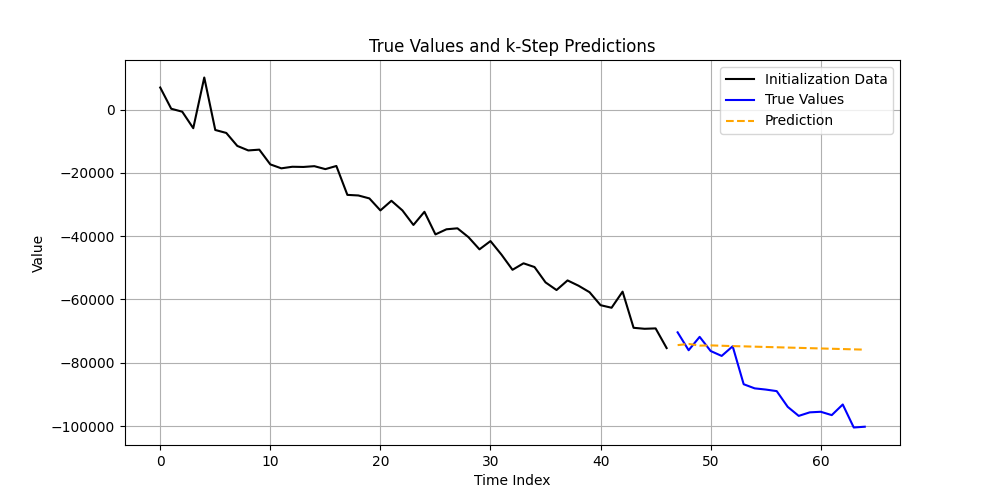 True Values and k-Step Predictions
Initialization Data
True Values
Prediction
0
−20000
−40000
−60000
−80000
−100000
Value
0 10 20 30 40 50 60
Time Index